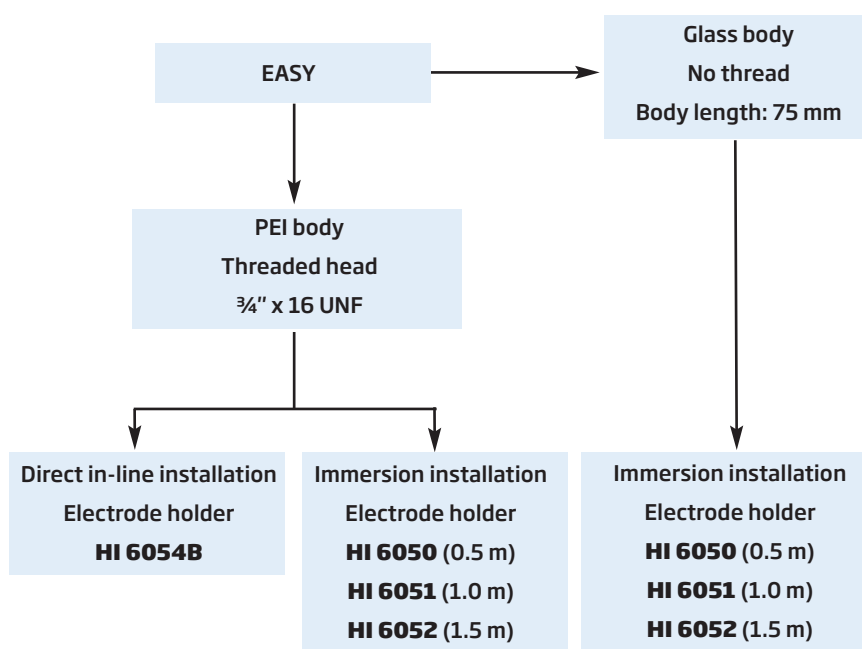 EASY
Glass body
No thread
Body length: 75 mm
PEI body
Threaded head
¾" x 16 UNF
Direct in-line installation
Electrode holder
HI 6054B
Immersion installation
Electrode holder
HI 6050 (0.5 m)
HI 6051 (1.0 m)
HI 6052 (1.5 m)
Immersion installation
Electrode holder
HI 6050 (0.5 m)
HI 6051 (1.0 m)
HI 6052 (1.5 m)